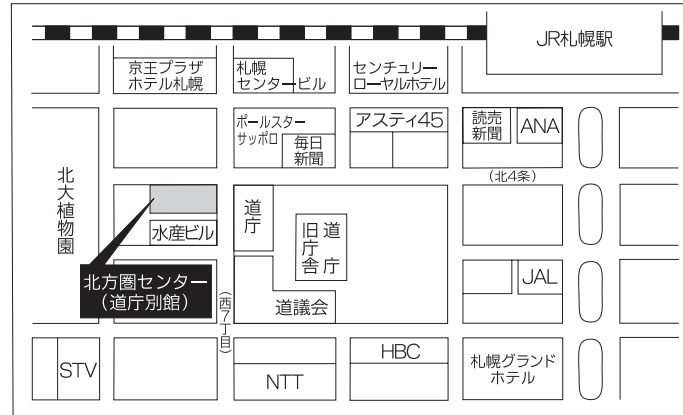 JR札幌駅
京王プラザ
ホテル札幌
札幌
センタービル
センチュリー
ローヤルホテル
ポールスター
サッポロ
毎日
新聞
アスティ45
読売
新聞
ANA
(北4条)
北大植物園
水産ビル
道庁
道庁
旧庁舎
北方圏センター
(道庁別館)
(西7丁目)
道議会
JAL
STV
NTT
HBC
札幌グランド
ホテル